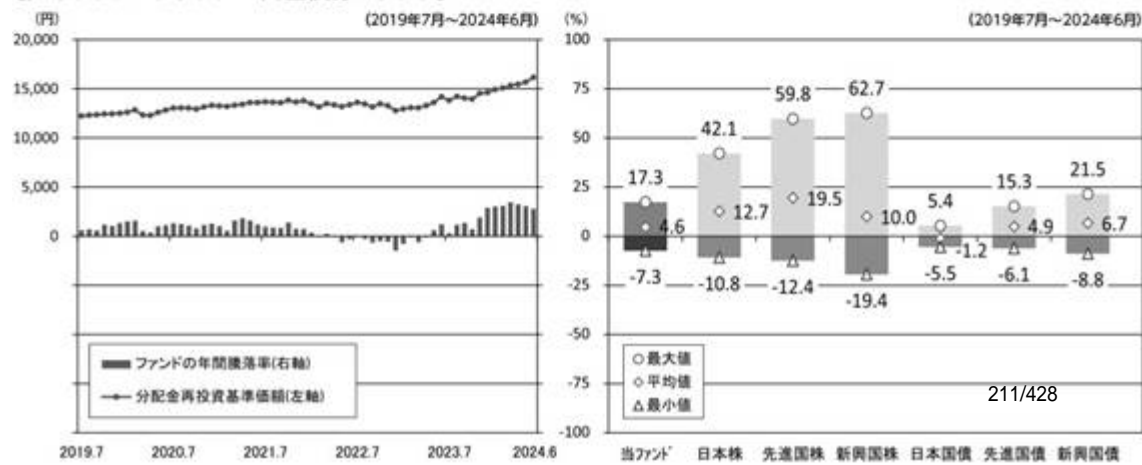 (円) (2019年7月～2024年6月)
20,000
15,000
10,000
5,000
0
ファンドの年間騰落率(右軸)
分配金再投資基準価額(左軸)
2019.7 2020.7 2021.7 2022.7 2023.7 2024.6
(%) (2019年7月～2024年6月)
100
75
50
25
0
-25
-50
-75
-100
17.3 42.1 59.8 62.7 5.4 15.3 21.5
4.6 12.7 19.5 10.0 -1.2 4.9 6.7
-7.3 -10.8 -12.4 -19.4 -5.5 -6.1 -8.8
最大値
平均値
最小値
211/428
当ファンド 日本株 先進国株 新興国株 日本国債 先進国債 新興国債